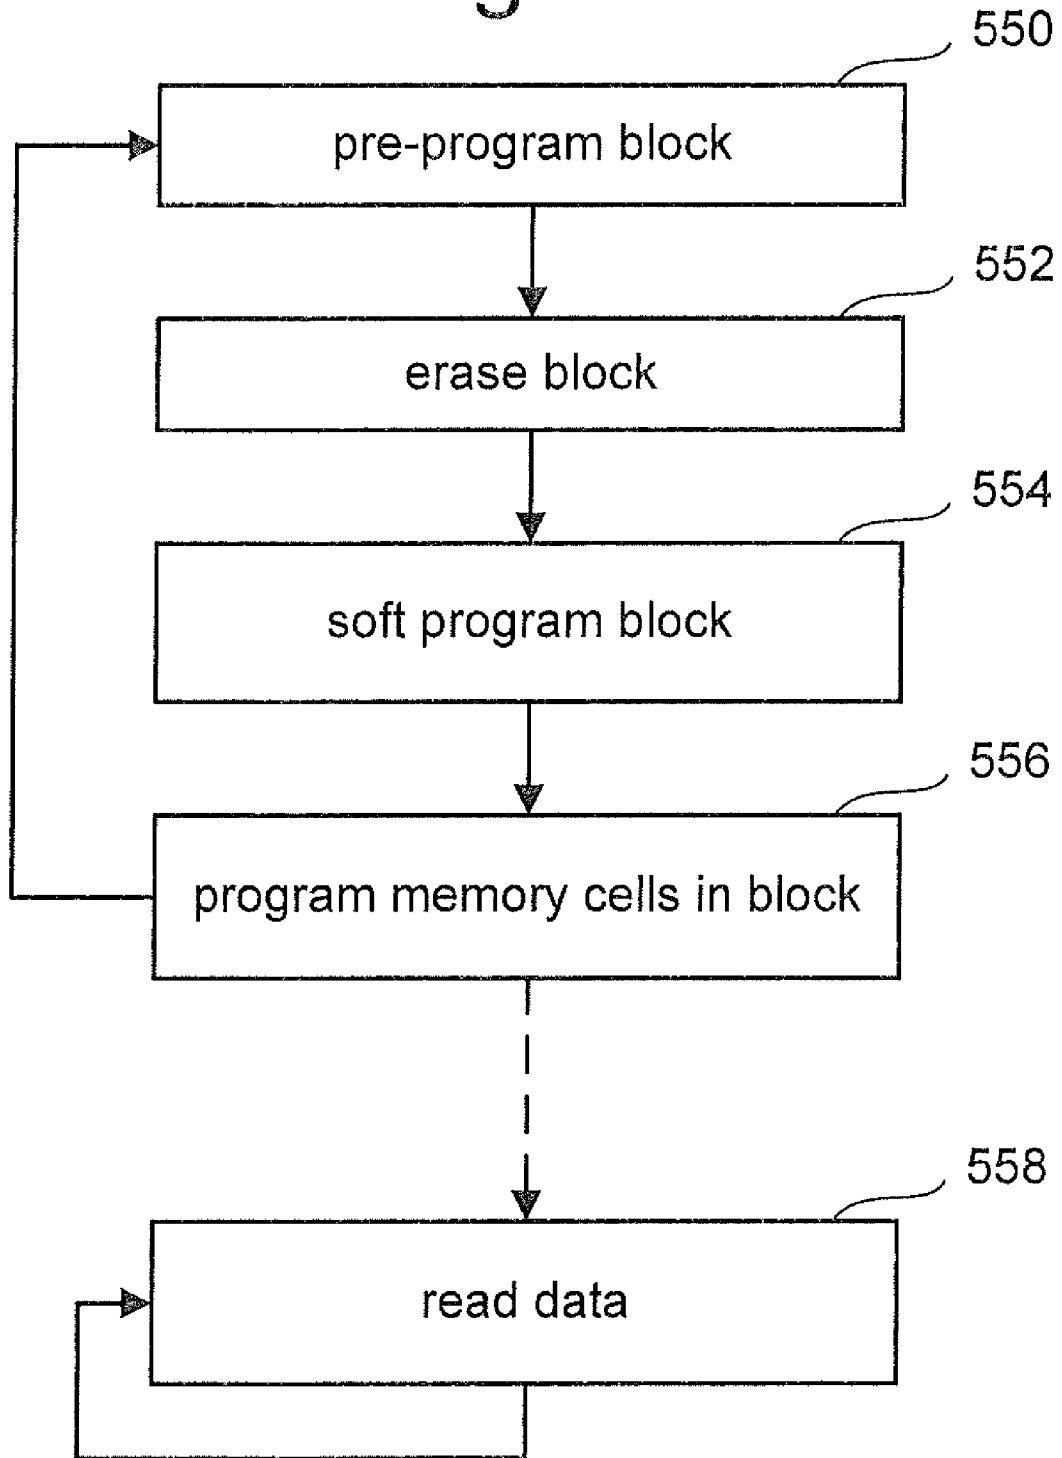 550
pre-program block
552
erase block
554
soft program block
556
program memory cells in block
558
read data